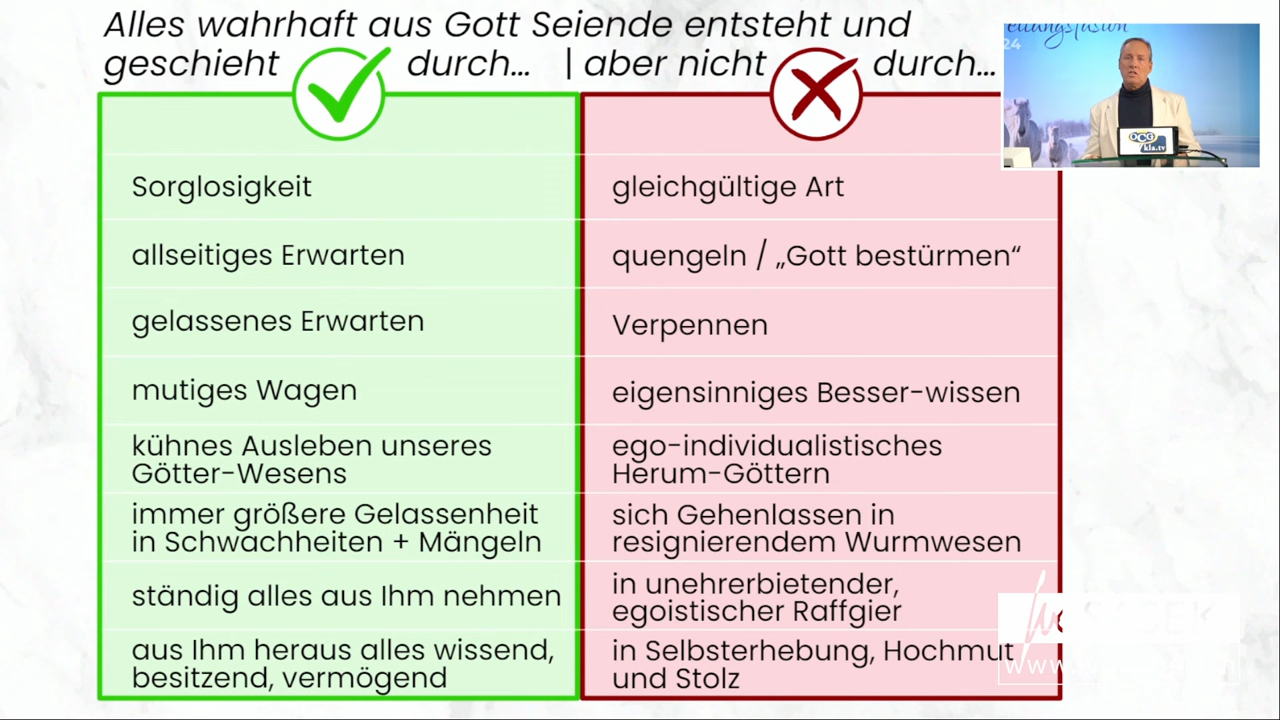 Alles wahrhaft aus Gott Seiende entsteht und
geschieht durch... | aber nicht durch...
Sorglosigkeit
gleichgültige Art
allseitiges Erwarten
quengeln / „Gott bestürmen“
gelassenes Erwarten
Verpennen
mutiges Wagen
eigensinniges Besser-wissen
kühnes Ausleben unseres
Götter-Wesens
ego-individualistisches
Herum-Göttern
immer größere Gelassenheit
in Schwachheiten + Mängeln
sich Gehenlassen in
resignierendem Wurmwesen
ständig alles aus Ihm nehmen
in unehrerbietender,
egoistischer Raffgier
aus Ihm heraus alles wissend,
besitzend, vermögend
in Selbsterhebung, Hochmut
und Stolz
24
OCG
kla.tv